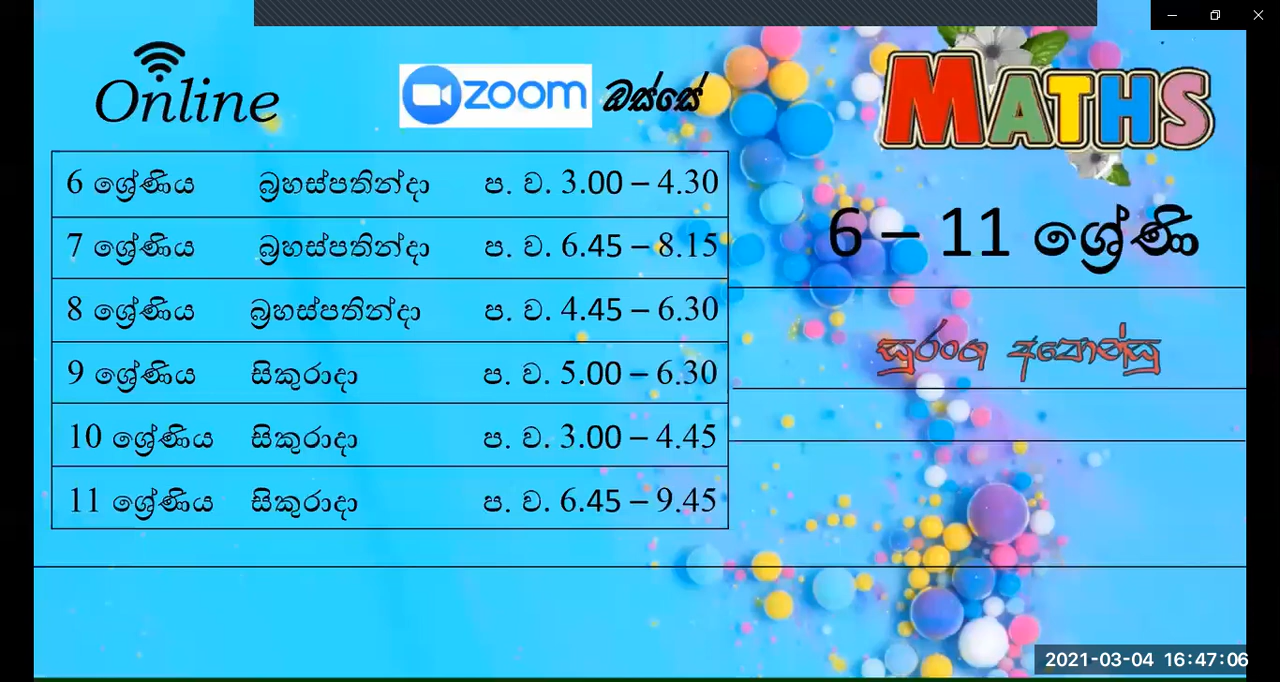 Online
zoom ඔස්සේ
MATHS
6 ශ්‍රේණිය බ්‍රහස්පතින්දා ප. ව. 3.00 – 4.30
7 ශ්‍රේණිය බ්‍රහස්පතින්දා ප. ව. 6.45 – 8.15
8 ශ්‍රේණිය බ්‍රහස්පතින්දා ප. ව. 4.45 – 6.30
9 ශ්‍රේණිය සිකුරාදා ප. ව. 5.00 – 6.30
10 ශ්‍රේණිය සිකුරාදා ප. ව. 3.00 – 4.45
11 ශ්‍රේණිය සිකුරාදා ප. ව. 6.45 – 9.45
6 – 11 ශ්‍රේණි
සුරංග අපොන්සු
2021-03-04 16:47:06